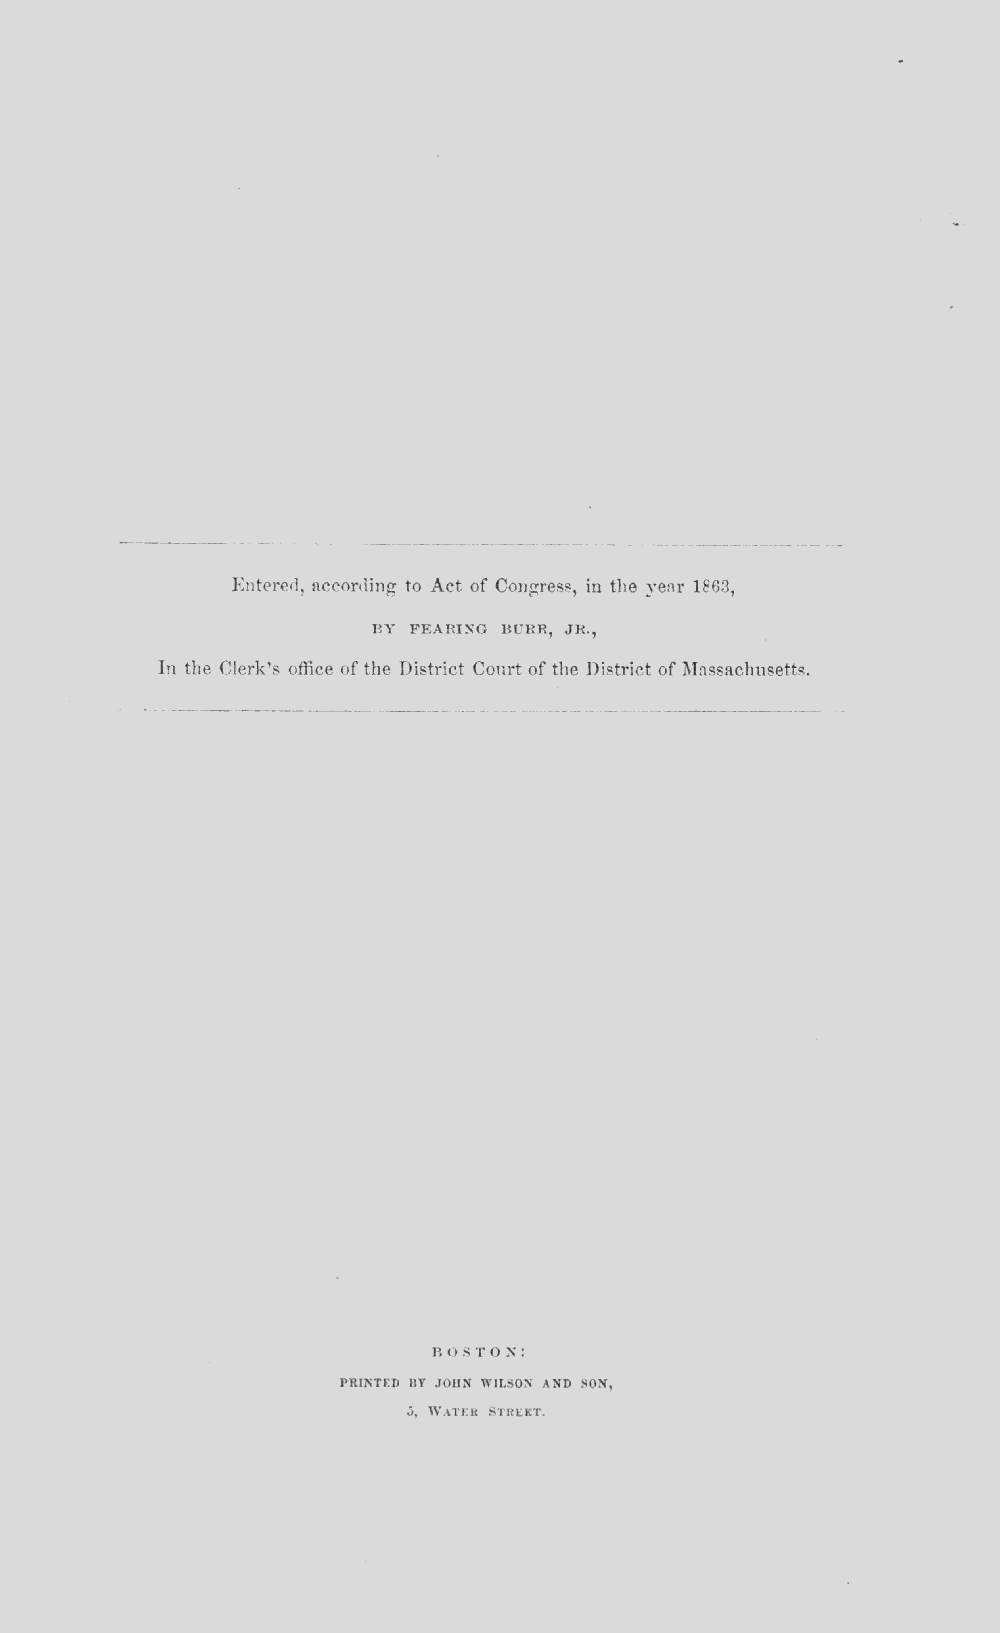 Entered, according to Act of Congress, in the year 1863,
BY FEARING BURR, JR.,
In the Clerk's office of the District Court of the District of Massachusetts.
BOSTON:
PRINTED BY JOHN WILSON AND SON,
5, WATER STREET.